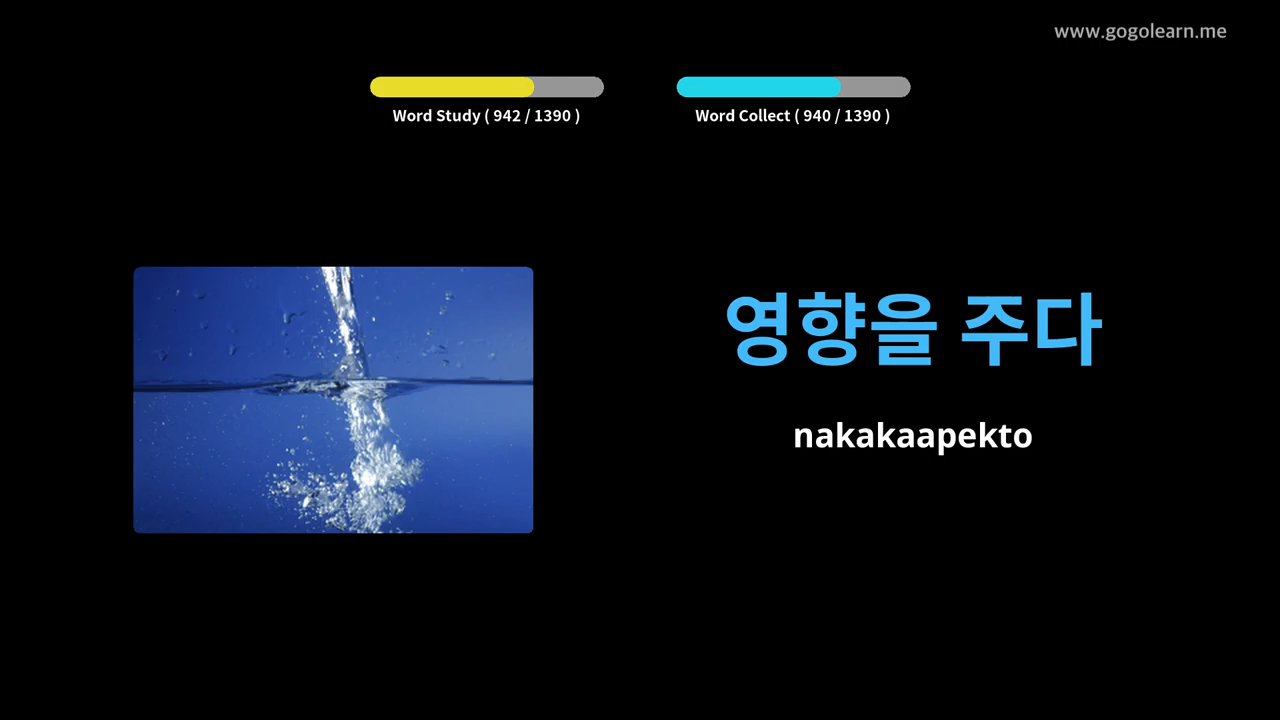 www.gogolearn.me
Word Study ( 942 / 1390 )
Word Collect ( 940 / 1390 )
영향을 주다
nakakaapekto